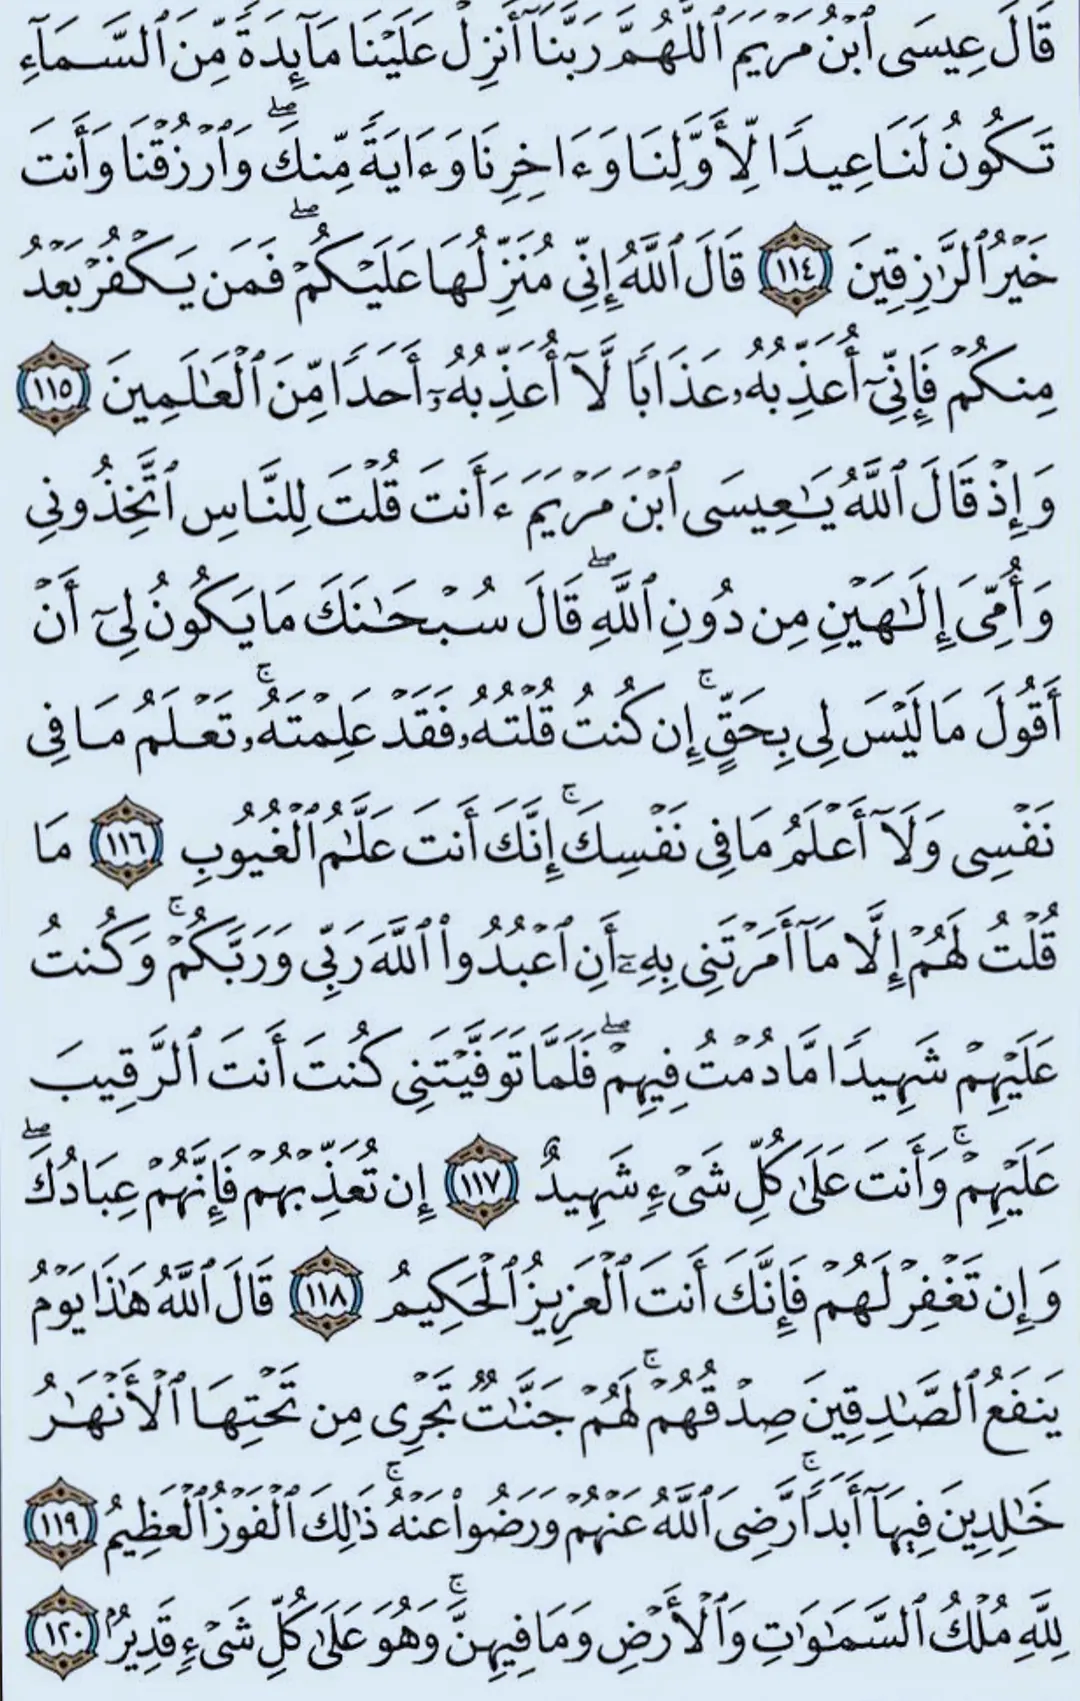 قَالَ عِيسَى ٱبۡنُ مَرۡيَمَ ٱللَّهُمَّ رَبَّنَآ أَنزِلۡ عَلَيۡنَا مَآئِدَةٗ مِّنَ ٱلسَّمَآءِ
تَكُونُ لَنَا عِيدٗا لِّأَوَّلِنَا وَءَاخِرِنَا وَءَايَةٗ مِّنكَۖ وَٱرۡزُقۡنَا وَأَنتَ
خَيۡرُ ٱلرَّٰزِقِينَ ١١٤ قَالَ ٱللَّهُ إِنِّي مُنَزِّلُهَا عَلَيۡكُمۡۖ فَمَن يَكۡفُرۡ بَعۡدُ
مِنكُمۡ فَإِنِّيٓ أُعَذِّبُهُۥ عَذَابٗا لَّآ أُعَذِّبُهُۥٓ أَحَدٗا مِّنَ ٱلۡعَٰلَمِينَ ١١٥
وَإِذۡ قَالَ ٱللَّهُ يَٰعِيسَى ٱبۡنَ مَرۡيَمَ ءَأَنتَ قُلۡتَ لِلنَّاسِ ٱتَّخِذُونِي
وَأُمِّيَ إِلَٰهَيۡنِ مِن دُونِ ٱللَّهِۖ قَالَ سُبۡحَٰنَكَ مَا يَكُونُ لِيٓ أَنۡ
أَقُولَ مَا لَيۡسَ لِي بِحَقٍّۚ إِن كُنتُ قُلۡتُهُۥ فَقَدۡ عَلِمۡتَهُۥۚ تَعۡلَمُ مَا فِي
نَفۡسِي وَلَآ أَعۡلَمُ مَا فِي نَفۡسِكَۚ إِنَّكَ أَنتَ عَلَّٰمُ ٱلۡغُيُوبِ ١١٦ مَا
قُلۡتُ لَهُمۡ إِلَّا مَآ أَمَرۡتَنِي بِهِۦٓ أَنِ ٱعۡبُدُواْ ٱللَّهَ رَبِّي وَرَبَّكُمۡۚ وَكُنتُ
عَلَيۡهِمۡ شَهِيدٗا مَّا دُمۡتُ فِيهِمۡۖ فَلَمَّا تَوَفَّيۡتَنِي كُنتَ أَنتَ ٱلرَّقِيبَ
عَلَيۡهِمۡۚ وَأَنتَ عَلَىٰ كُلِّ شَيۡءٖ شَهِيدٌ ١١٧ إِن تُعَذِّبۡهُمۡ فَإِنَّهُمۡ عِبَادُكَۖ
وَإِن تَغۡفِرۡ لَهُمۡ فَإِنَّكَ أَنتَ ٱلۡعَزِيزُ ٱلۡحَكِيمُ ١١٨ قَالَ ٱللَّهُ هَٰذَا يَوۡمُ
يَنفَعُ ٱلصَّٰدِقِينَ صِدۡقُهُمۡۚ لَهُمۡ جَنَّٰتٞ تَجۡرِي مِن تَحۡتِهَا ٱلۡأَنۡهَٰرُ
خَٰلِدِينَ فِيهَآ أَبَدٗاۚ رَّضِيَ ٱللَّهُ عَنۡهُمۡ وَرَضُواْ عَنۡهُۚ ذَٰلِكَ ٱلۡفَوۡزُ ٱلۡعَظِيمُ ١١٩
لِلَّهِ مُلۡكُ ٱلسَّمَٰوَٰتِ وَٱلۡأَرۡضِ وَمَا فِيهِنَّۚ وَهُوَ عَلَىٰ كُلِّ شَيۡءٖ قَدِيرُۢ ١٢٠